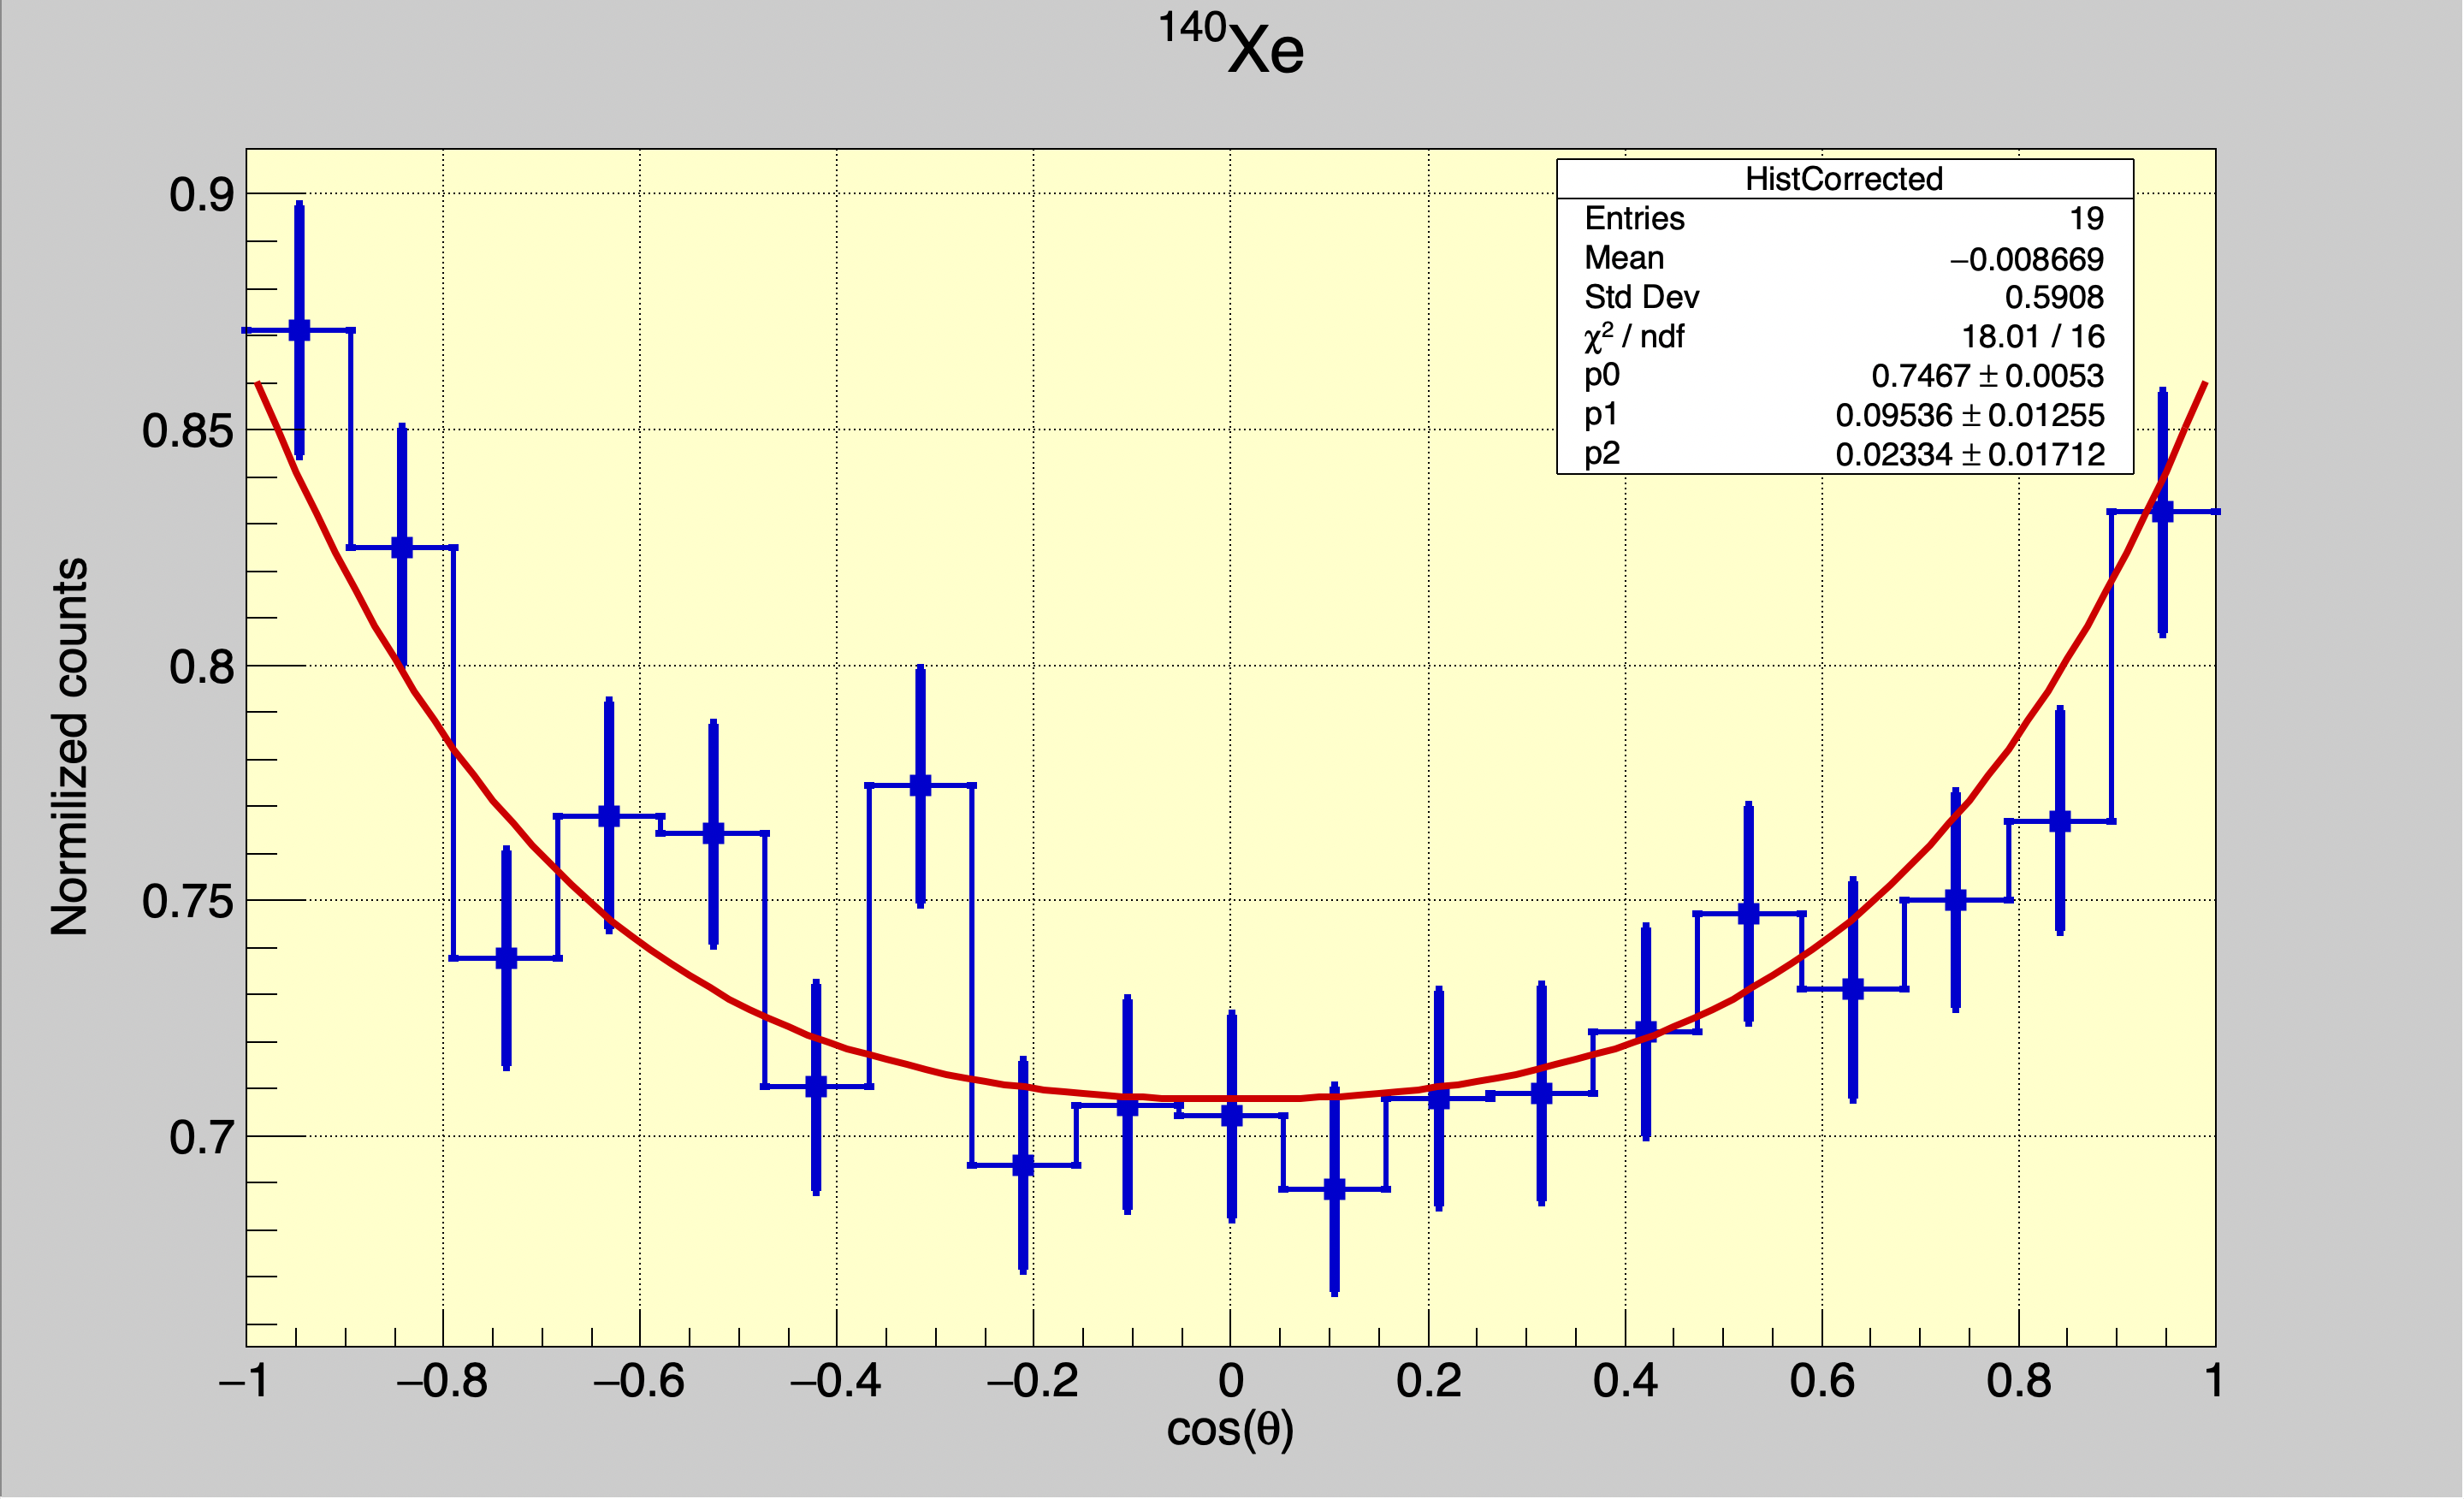 ¹⁴⁰Xe
HistCorrected
Entries 19
Mean −0.008669
Std Dev 0.5908
χ² / ndf 18.01 / 16
p0 0.7467 ± 0.0053
p1 0.09536 ± 0.01255
p2 0.02334 ± 0.01712
0.9
0.85
0.8
0.75
0.7
Normilized counts
−1 −0.8 −0.6 −0.4 −0.2 0 0.2 0.4 0.6 0.8 1
cos(θ)